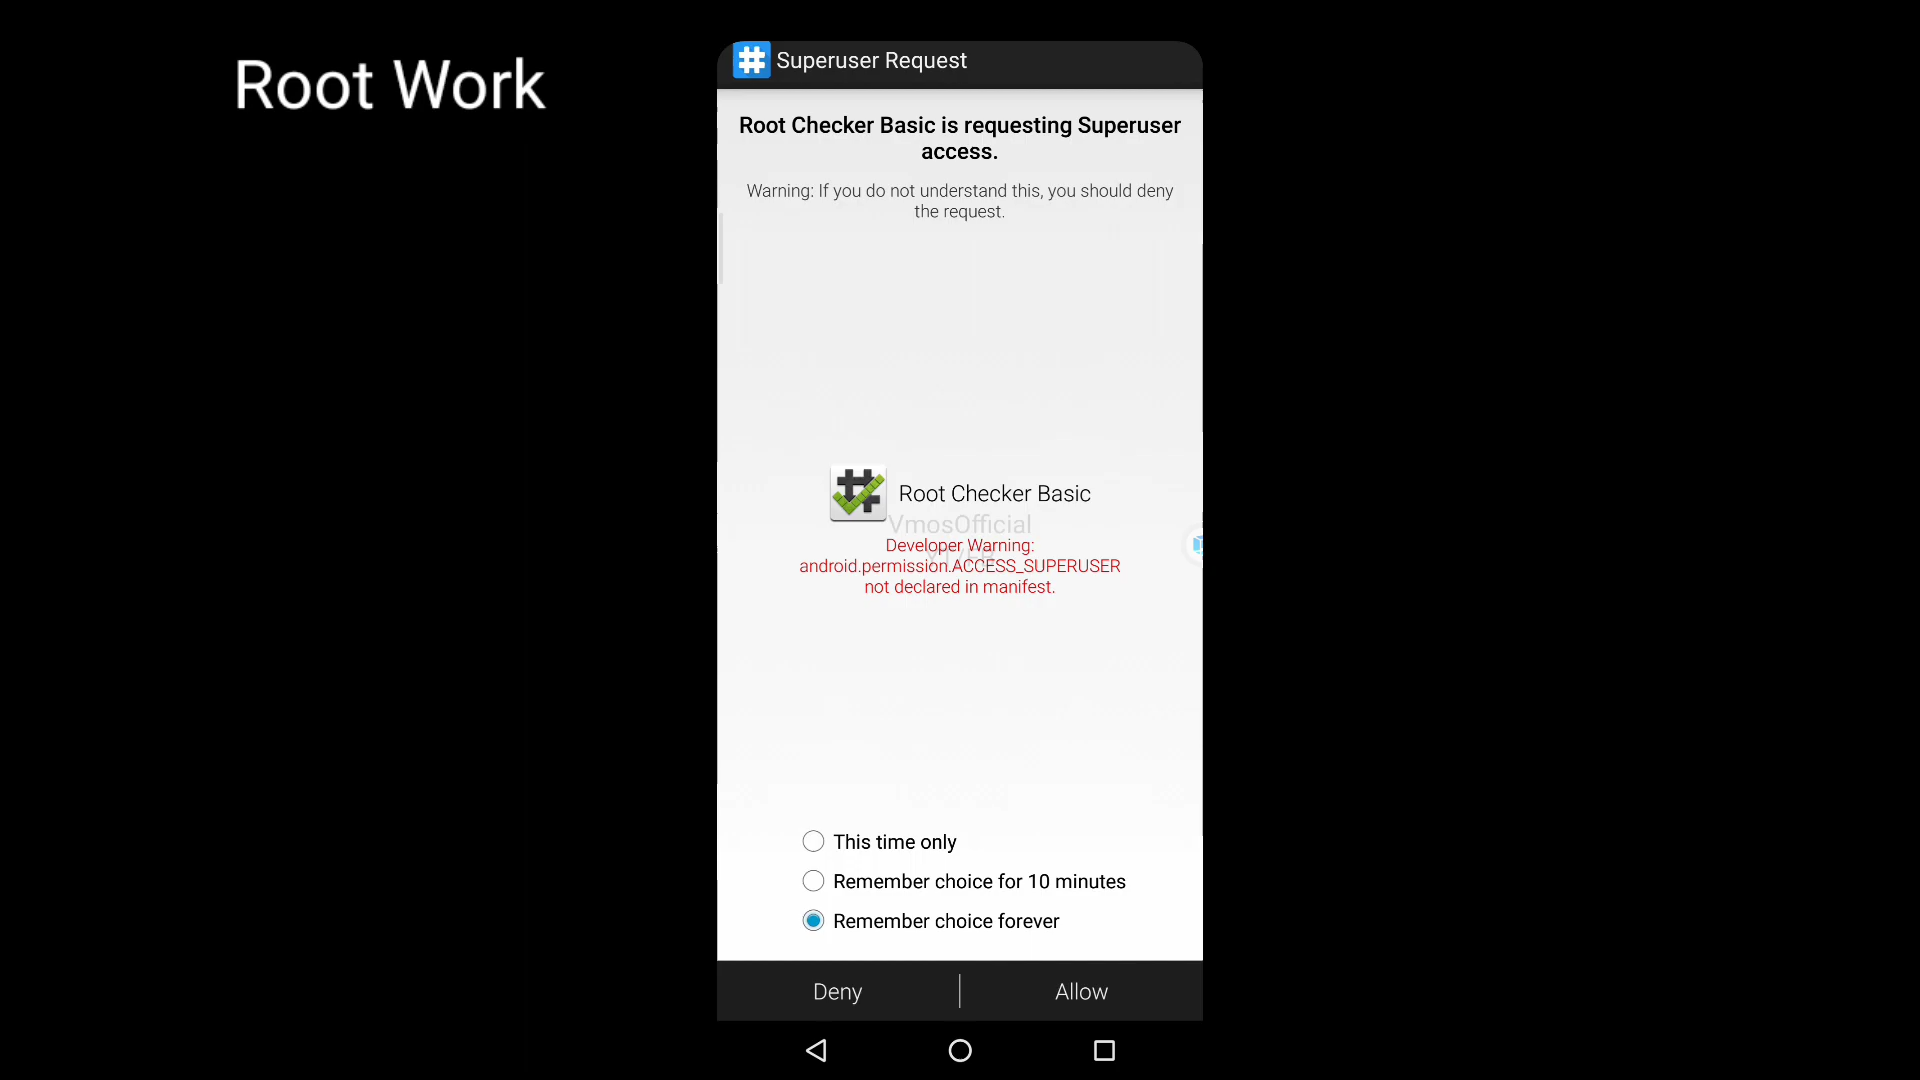 Root Work
Superuser Request
Root Checker Basic is requesting Superuser
access.
Warning: If you do not understand this, you should deny
the request.
Root Checker Basic
VmosOfficial
Developer Warning:
android.permission.ACCESS_SUPERUSER
not declared in manifest.
This time only
Remember choice for 10 minutes
Remember choice forever
Deny
Allow